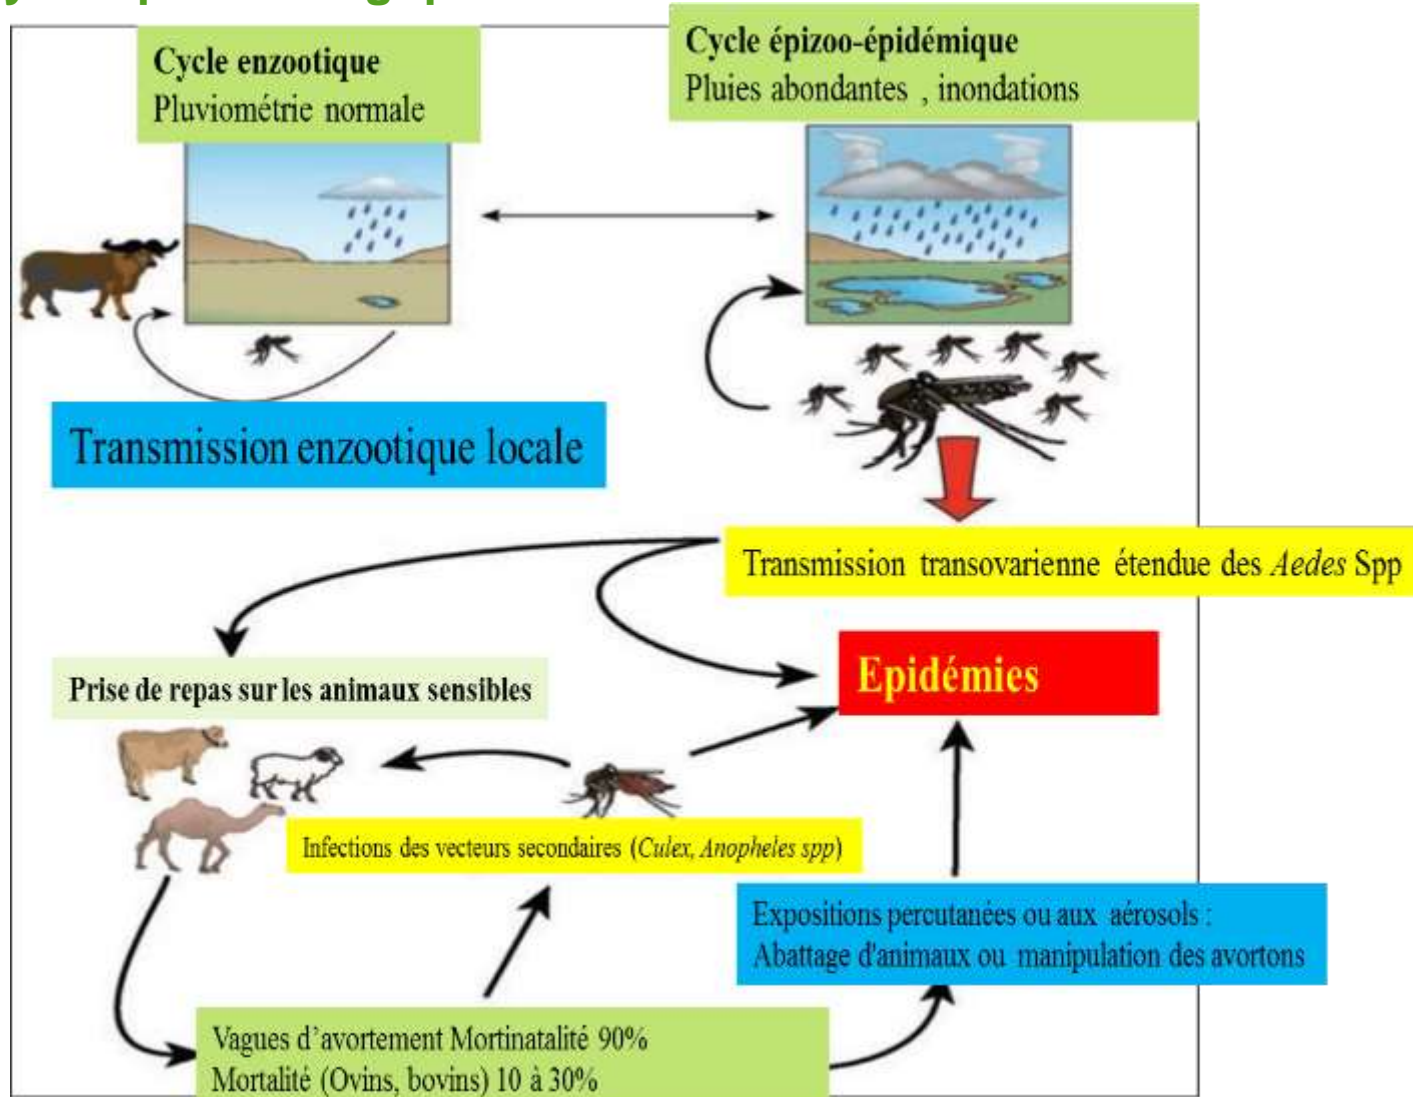 Cycle enzootique
Pluviométrie normale
Cycle épizoo-épidémique
Pluies abondantes , inondations
Transmission enzootique locale
Transmission transovarienne étendue des Aedes Spp
Epidémies
Prise de repas sur les animaux sensibles
Infections des vecteurs secondaires (Culex, Anopheles spp)
Expositions percutanées ou aux aérosols :
Abattage d'animaux ou manipulation des avortons
Vagues d’avortement Mortinatalité 90%
Mortalité (Ovins, bovins) 10 à 30%